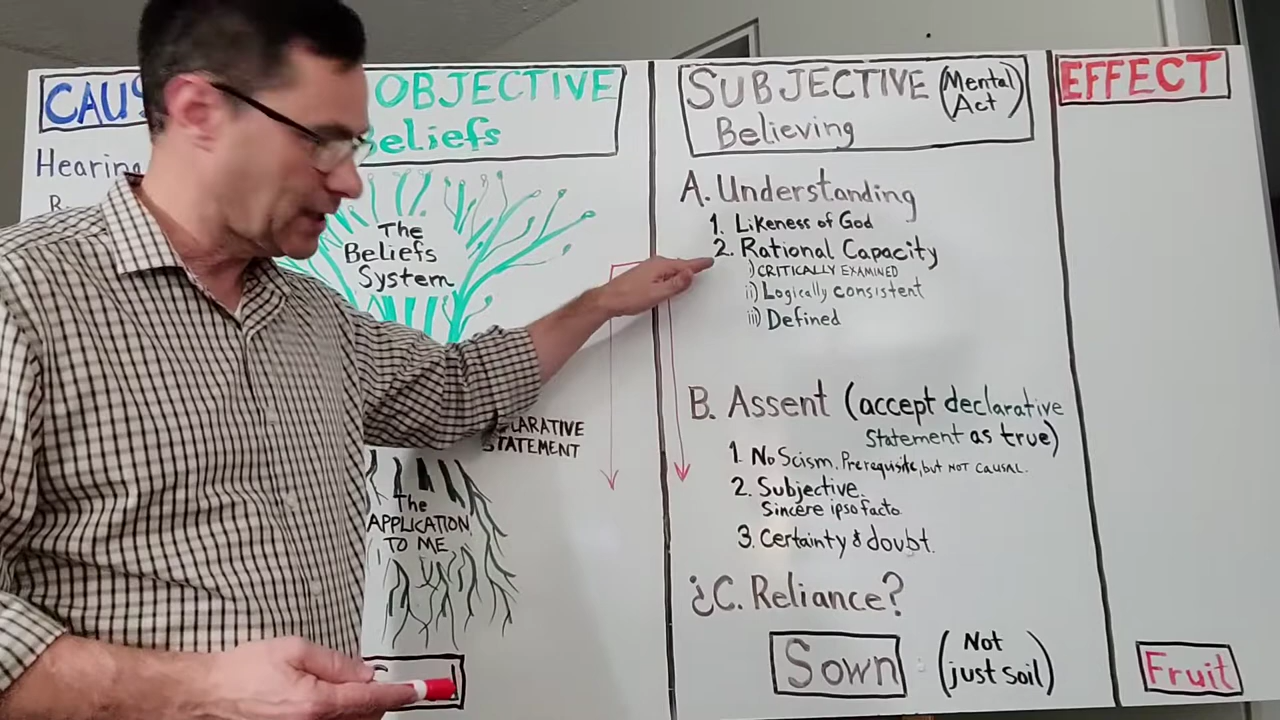 OBJECTIVE
Beliefs
Hearing
The
Beliefs
System
STATEMENT
The
APPLICATION
TO ME
SUBJECTIVE (Mental
Act)
Believing
A. Understanding
1. Likeness of God
2. Rational Capacity
i) CRITICALLY EXAMINED
ii) Logically consistent
iii) Defined
B. Assent (accept declarative
Statement as true)
1. No Scism. Prerequisite, but NOT CAUSAL.
2. Subjective.
Sincere ipso facto
3. Certainty & doubt.
¿C. Reliance?
Sown (Not
just soil)
EFFECT
Fruit